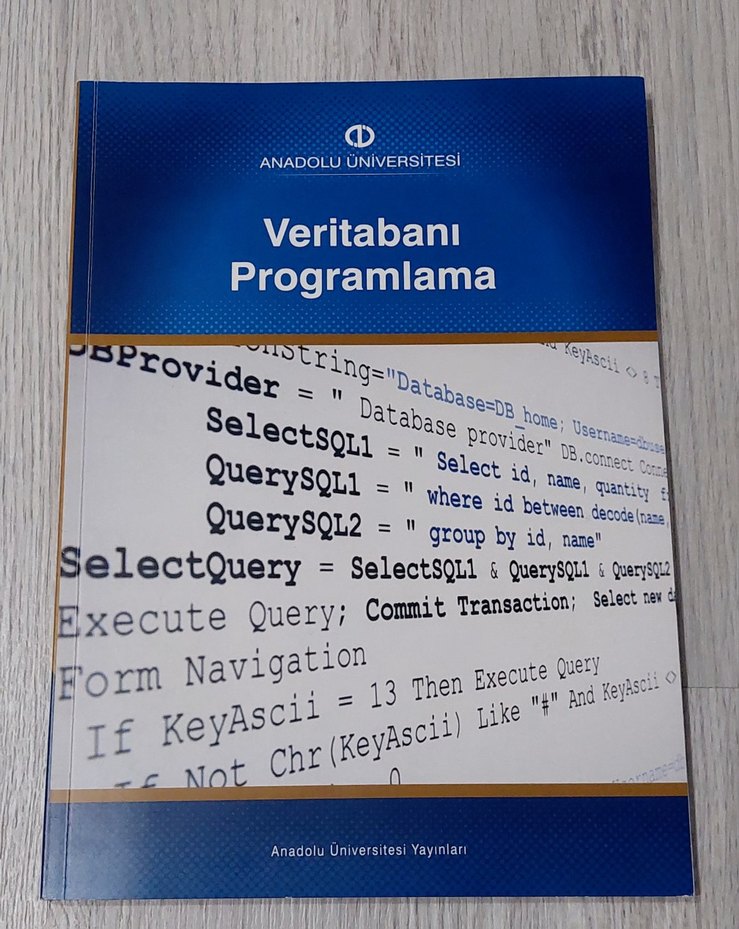 ANADOLU ÜNİVERSİTESİ
Veritabanı
Programlama
KeyAscii <>
String="Database=DB_home; Username=
DBProvider = " Database provider" DB.connect
SelectSQL1 = " Select id, name, quantity
QuerySQL1 = " where id between decode(name,
QuerySQL2 = " group by id, name"
SelectQuery = SelectSQL1 & QuerySQL1 & QuerySQL2
Execute Query; Commit Transaction; Select new
Form Navigation
If KeyAscii = 13 Then Execute Query
If Not Chr(KeyAscii) Like "#" And KeyAscii <>
Anadolu Üniversitesi Yayınları